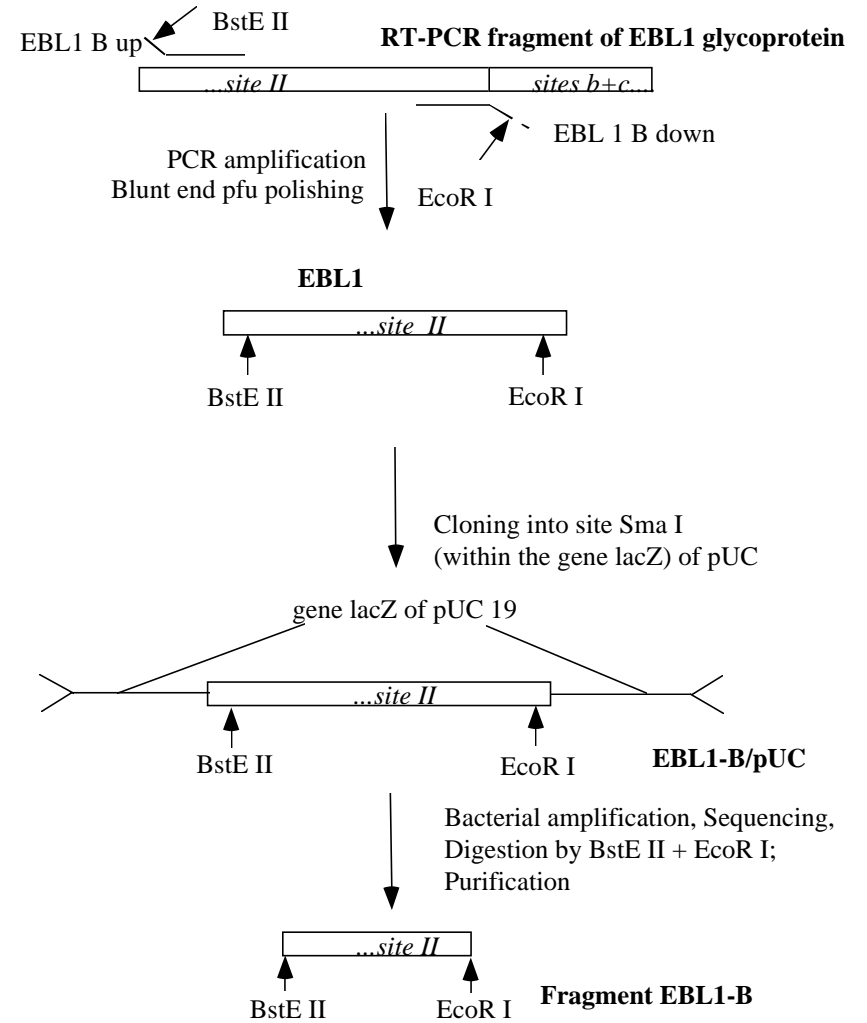 BstE II
EBL1 B up
RT-PCR fragment of EBL1 glycoprotein
...site II
sites b+c....
EBL 1 B down
PCR amplification
Blunt end pfu polishing
EcoR I
EBL1
...site II
BstE II
EcoR I
Cloning into site Sma I
(within the gene lacZ) of pUC
gene lacZ of pUC 19
...site II
BstE II
EcoR I
EBL1-B/pUC
Bacterial amplification, Sequencing,
Digestion by BstE II + EcoR I;
Purification
...site II
BstE II
EcoR I
Fragment EBL1-B